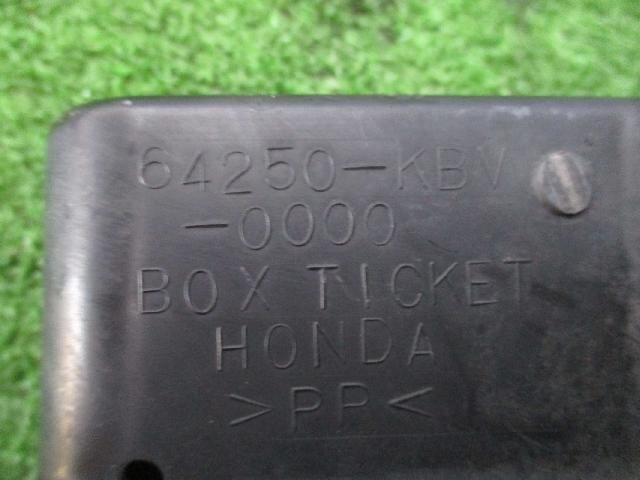 64250-KBV
-0000
BOX TICKET
HONDA
>PP<